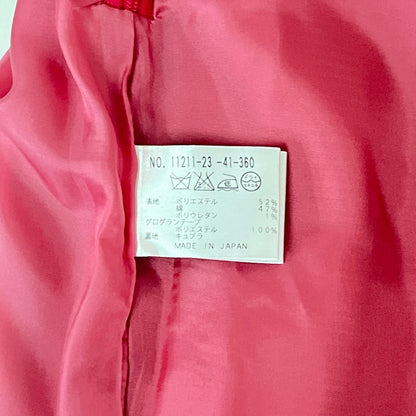 NO. 11211-23 -41-360
表地 ポリエステル 52%
綿 47%
ポリウレタン 1%
グログランテープ
ポリエステル 100%
裏地 キュプラ
MADE IN JAPAN